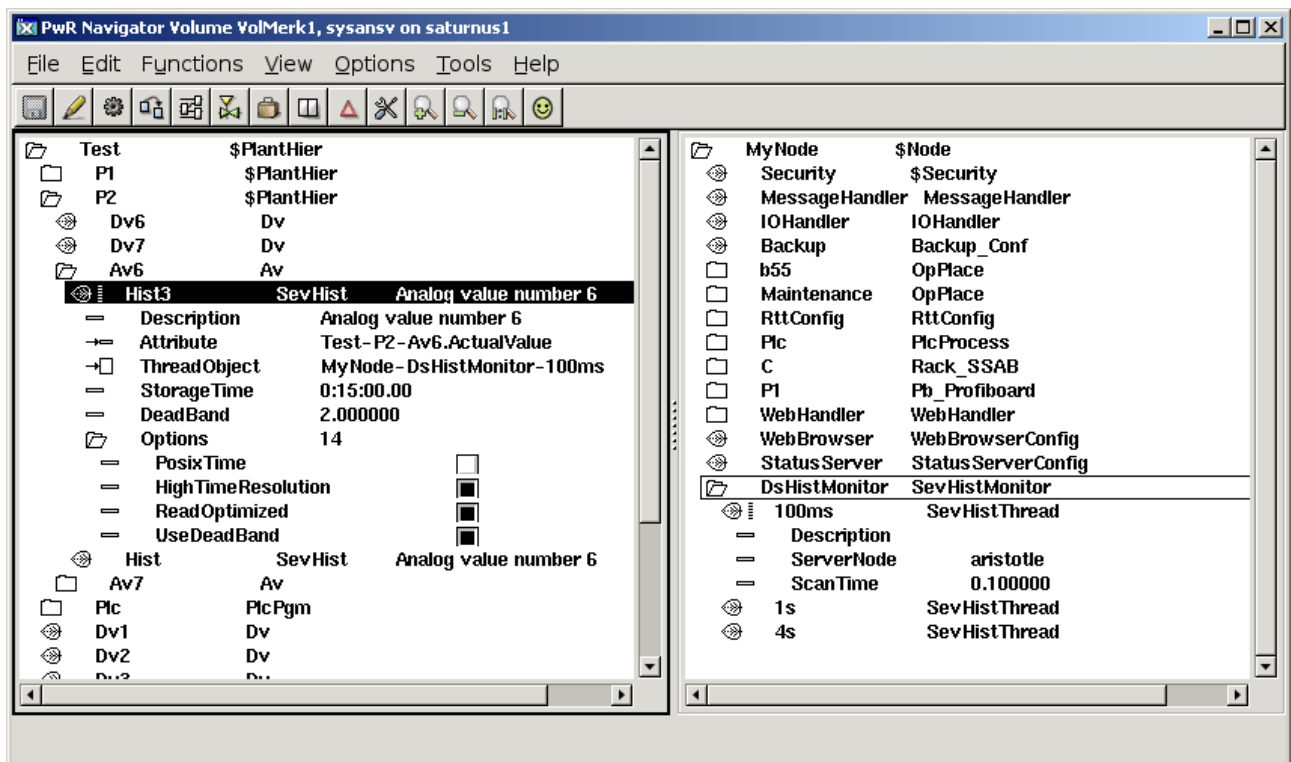 PwR Navigator Volume VolMerk1, sysansv on saturnus1
File Edit Functions View Options Tools Help
Test $PlantHier
P1 $PlantHier
P2 $PlantHier
Dv6 Dv
Dv7 Dv
Av6 Av
Hist3 SevHist Analog value number 6
Description Analog value number 6
Attribute Test-P2-Av6.ActualValue
ThreadObject MyNode-DsHistMonitor-100ms
StorageTime 0:15:00.00
DeadBand 2.000000
Options 14
PosixTime
HighTimeResolution
ReadOptimized
UseDeadBand
Hist SevHist Analog value number 6
Av7 Av
Plc PlcPgm
Dv1 Dv
Dv2 Dv
MyNode $Node
Security $Security
MessageHandler MessageHandler
IOHandler IOHandler
Backup Backup_Conf
b55 OpPlace
Maintenance OpPlace
RttConfig RttConfig
Plc PlcProcess
C Rack_SSAB
P1 Pb_Profiboard
WebHandler WebHandler
WebBrowser WebBrowserConfig
StatusServer StatusServerConfig
DsHistMonitor SevHistMonitor
100ms SevHistThread
Description
ServerNode aristotle
ScanTime 0.100000
1s SevHistThread
4s SevHistThread